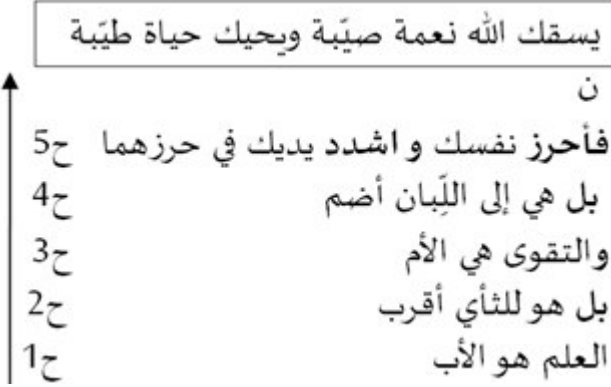 يسقك الله نعمة صيّبة ويحيك حياة طيّبة
ن
فأحرز نفسك و اشدد يديك في حرزهما ح5
بل هي إلى اللِّبان أضم ح4
والتقوى هي الأم ح3
بل هو للثأي أقرب ح2
العلم هو الأب ح1